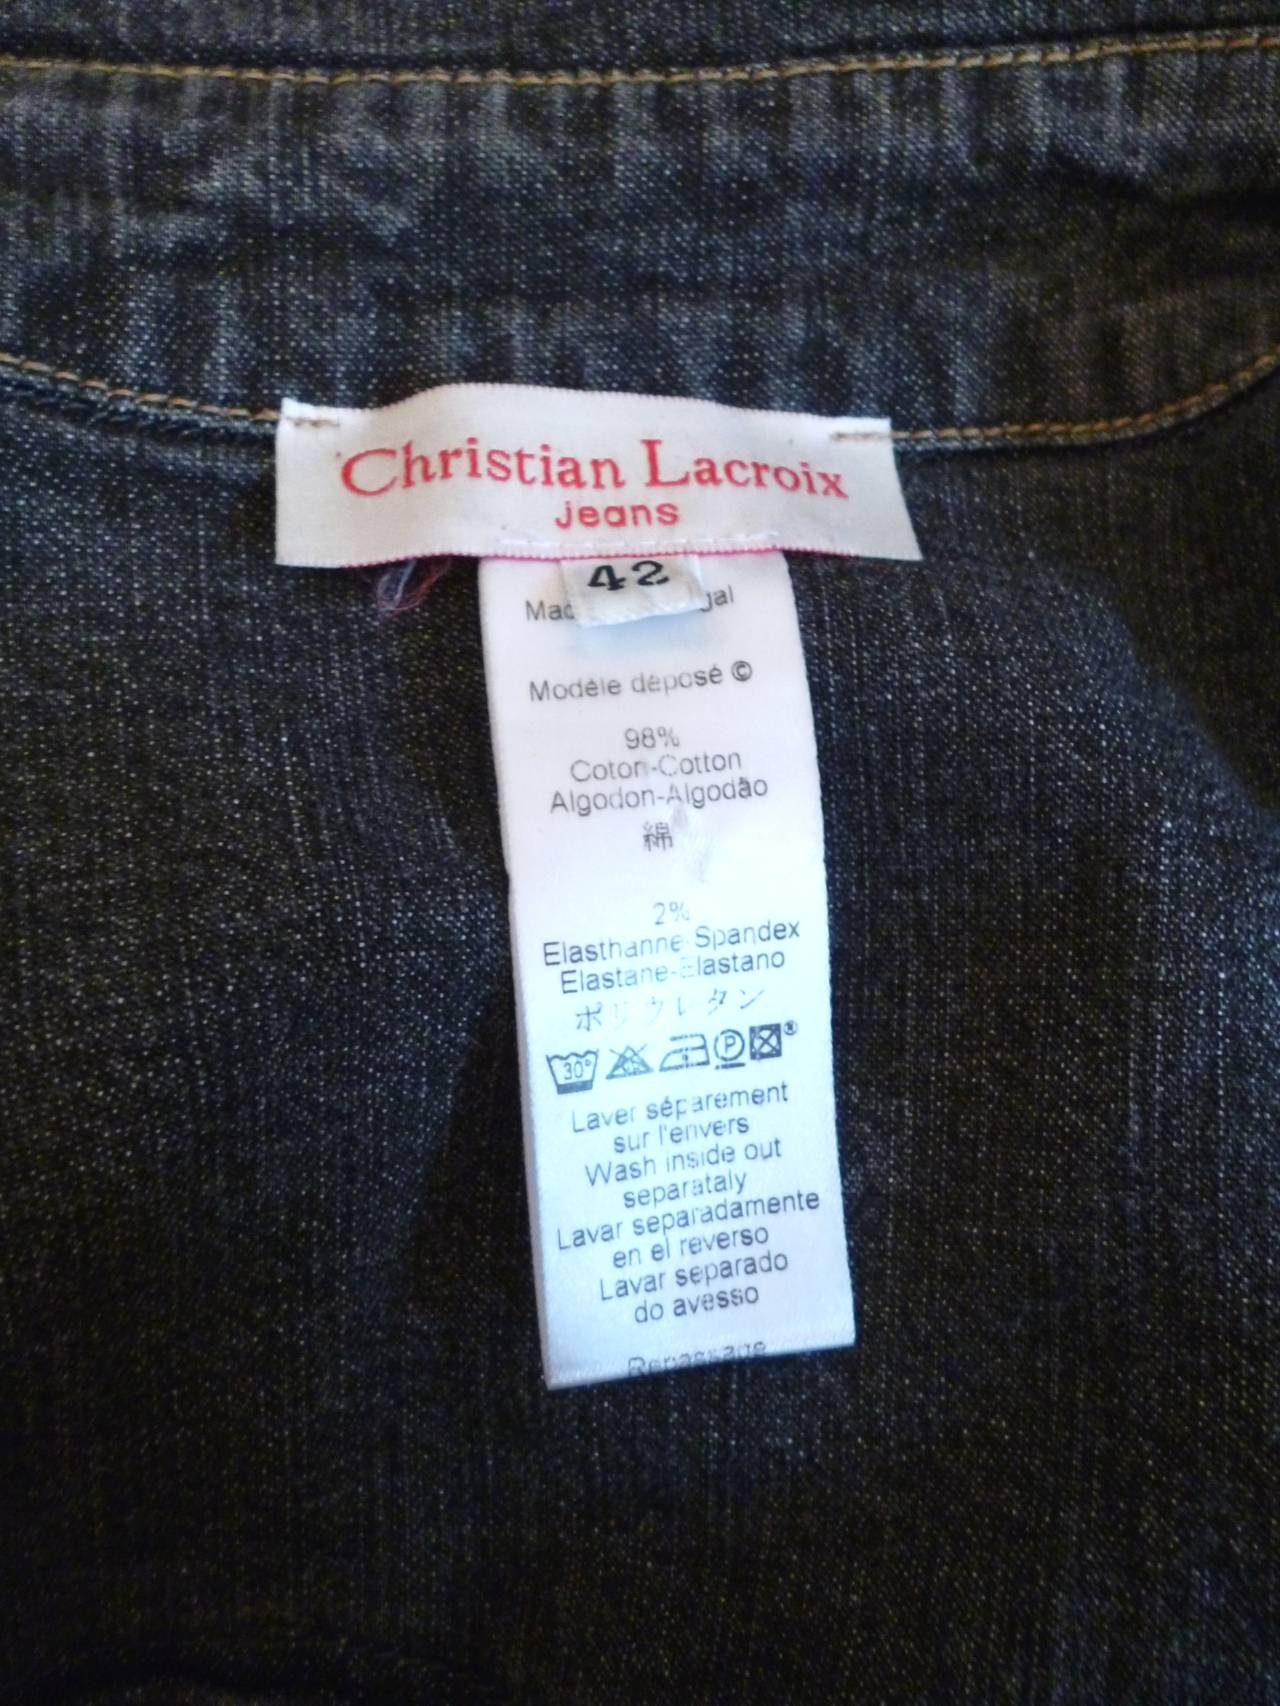 Christian Lacroix
jeans
42
Modèle déposé ©
98%
Coton-Cotton
Algodon-Algodão
綿
2%
Elasthanne-Spandex
Elastane-Elastano
ポリウレタン
30° CL P ®
Laver séparement
sur l'envers
Wash inside out
separataly
Lavar separadamente
en el reverso
Lavar separado
do avesso
Repassage